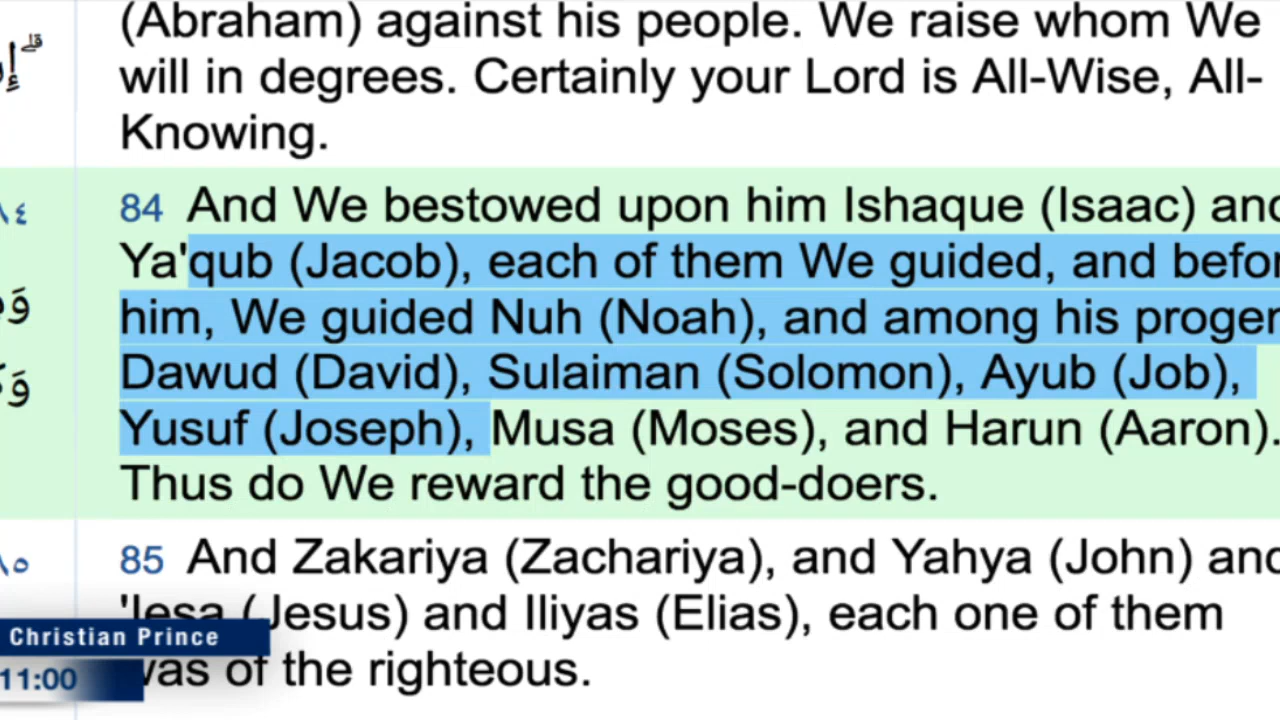 (Abraham) against his people. We raise whom We
will in degrees. Certainly your Lord is All-Wise, All-
Knowing.
٨٤
84 And We bestowed upon him Ishaque (Isaac) and
Ya'qub (Jacob), each of them We guided, and befor
him, We guided Nuh (Noah), and among his progen
Dawud (David), Sulaiman (Solomon), Ayub (Job),
Yusuf (Joseph), Musa (Moses), and Harun (Aaron).
Thus do We reward the good-doers.
٨٥
85 And Zakariya (Zachariya), and Yahya (John) and
'Iesa (Jesus) and Iliyas (Elias), each one of them
was of the righteous.
Christian Prince
11:00